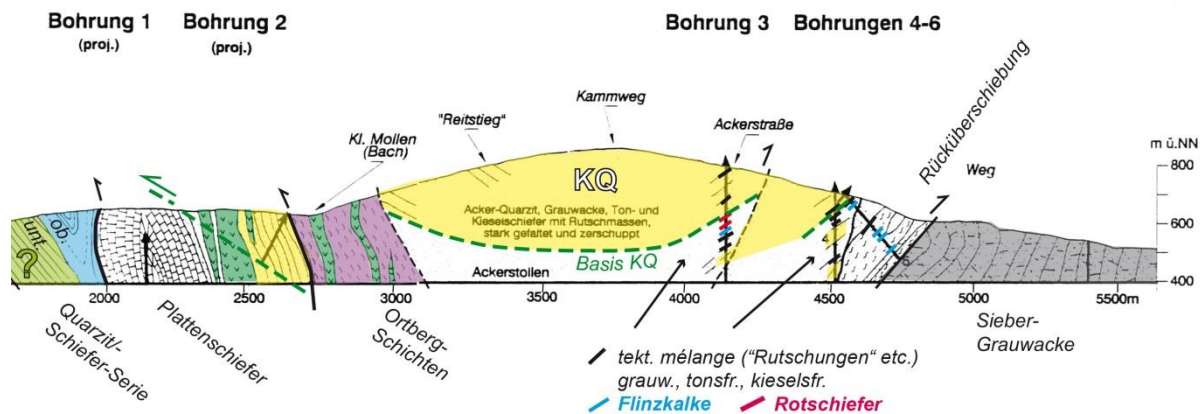 Bohrung 1
(proj.)
Bohrung 2
(proj.)
Bohrung 3
Bohrungen 4-6
Rücküberschiebung
Kammweg
"Reitstieg"
Ackerstraße
Kl. Mollen
(Bach)
Weg
m ü.NN
800
600
400
KQ
Acker-Quarzit, Grauwacke, Ton- und
Kieselschiefer mit Rutschmassen,
stark gefaltet und zerschuppt
Basis KQ
Ackerstollen
?
unt.
ob.
2000
2500
3000
3500
4000
4500
5000
5500m
Quarzit/-
Schiefer-Serie
Plattenschiefer
Ortberg-
Schichten
Sieber-
Grauwacke
tekt. mélange ("Rutschungen" etc.)
grauw., tonsfr., kieselsfr.
Flinzkalke
Rotschiefer